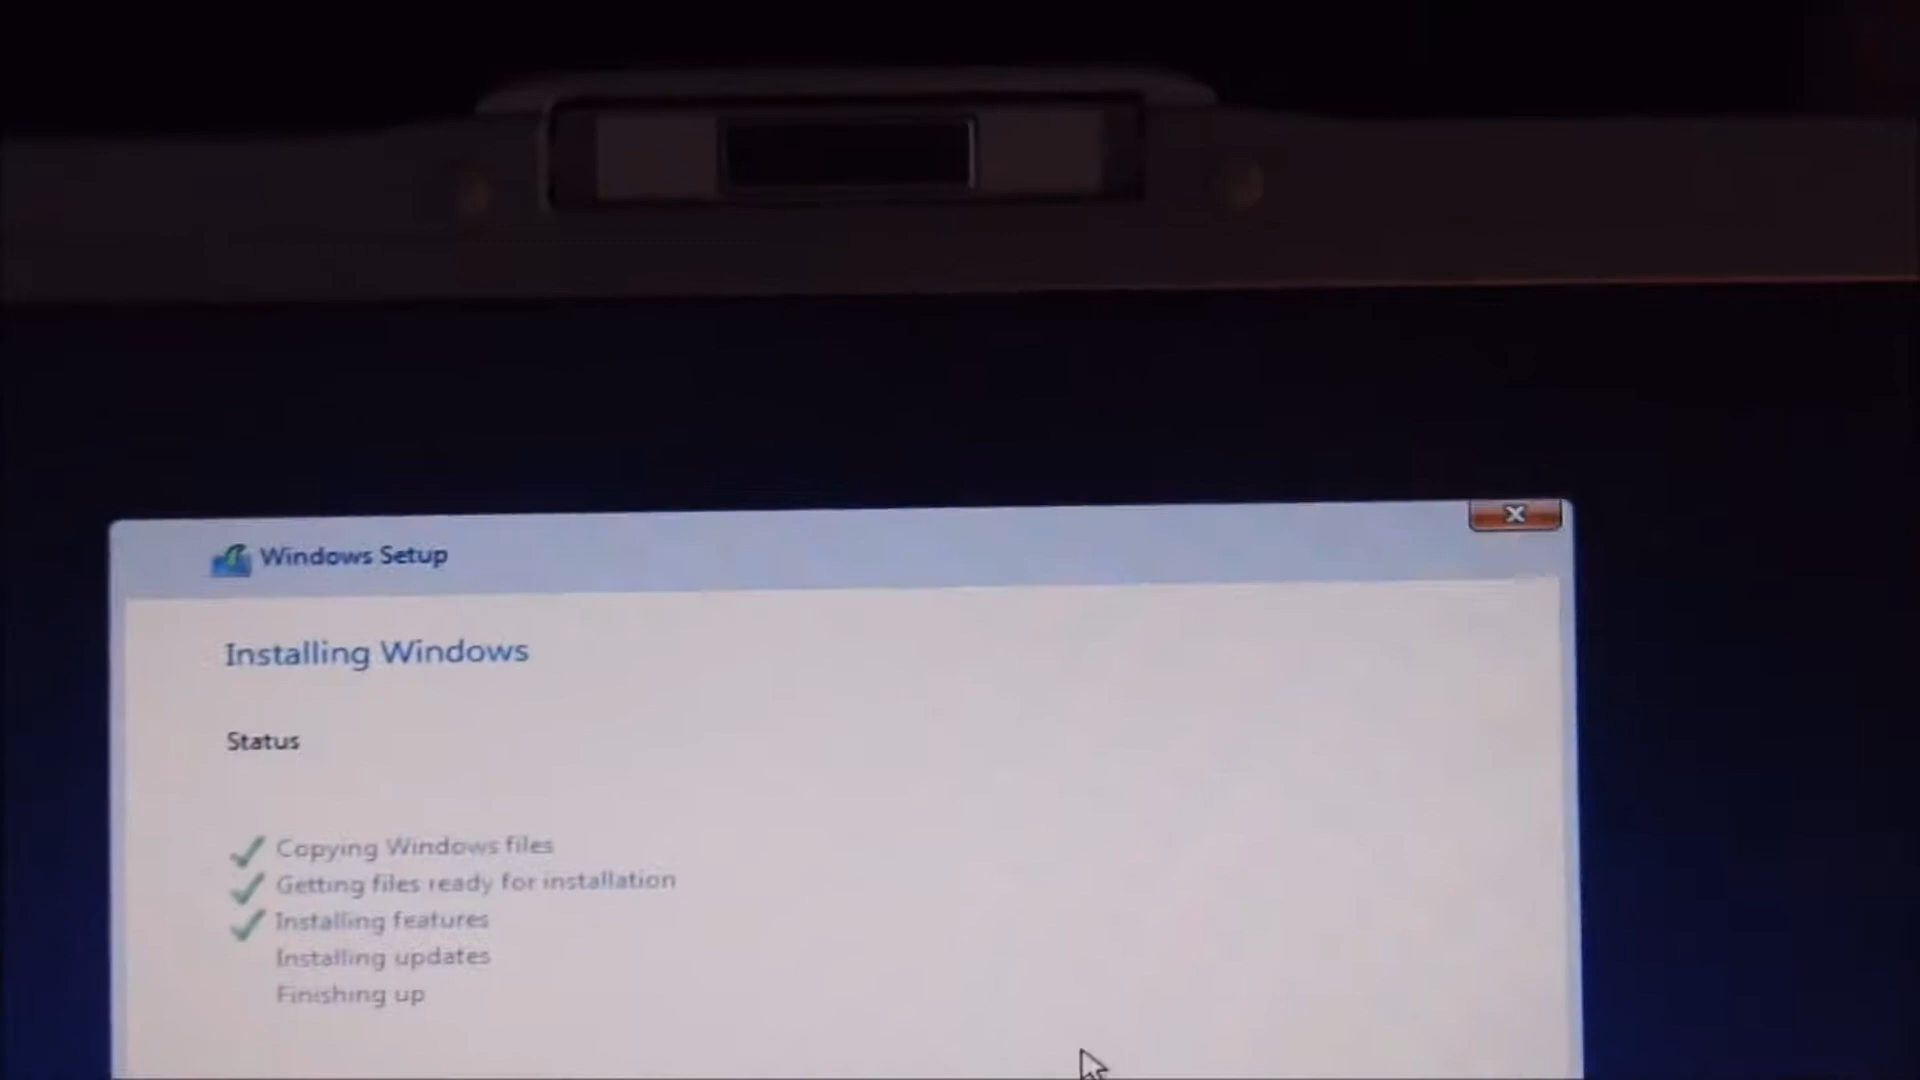 Windows Setup
Installing Windows
Status
Copying Windows files
Getting files ready for installation
Installing features
Installing updates
Finishing up